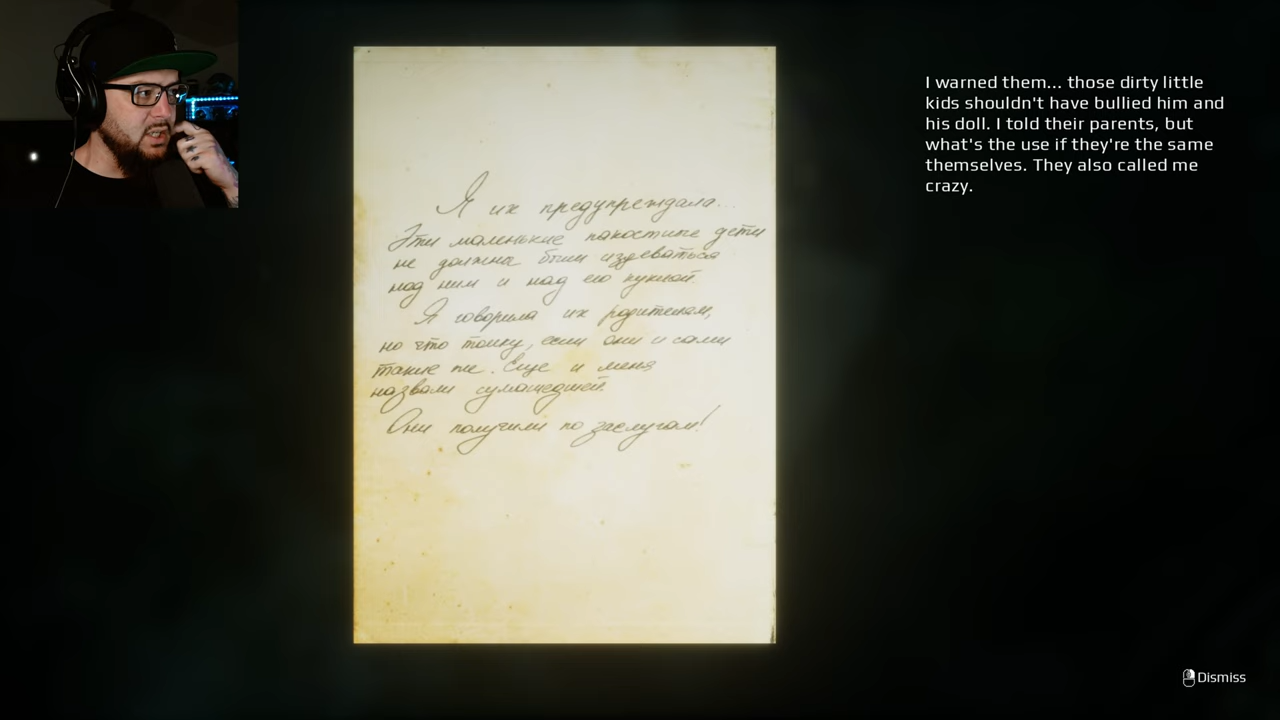 Я их предупреждала...
Эти маленькие пакостные дети
не должны были издеваться
над ним и над его куклой.
Я говорила их родителям,
но что толку, если они и сами
такие же. Еще и меня
назвали сумашедшей.
Они получили по заслугам!
I warned them... those dirty little
kids shouldn't have bullied him and
his doll. I told their parents, but
what's the use if they're the same
themselves. They also called me
crazy.
Dismiss